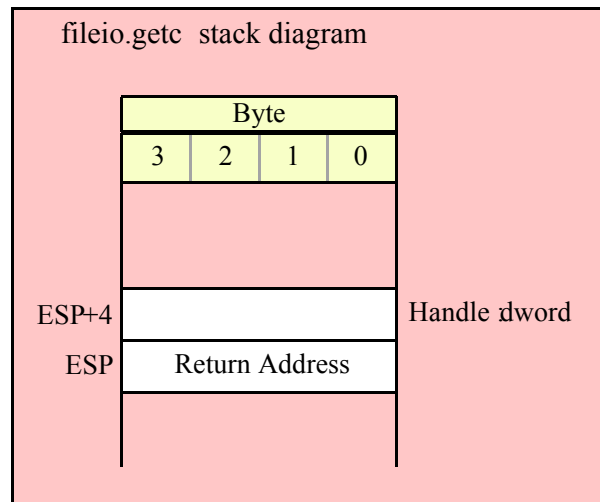 fileio.getc stack diagram
Byte
3 2 1 0
ESP+4 Handle :dword
ESP Return Address